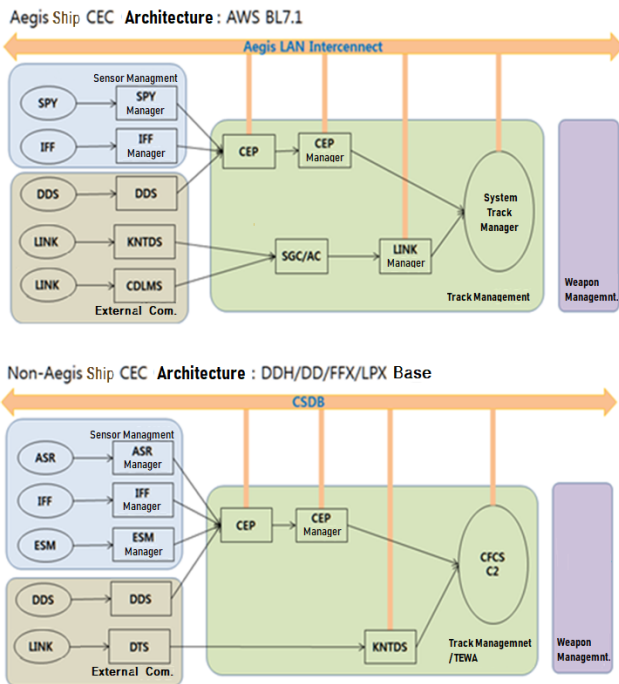 Aegis Ship CEC Architecture : AWS BL7.1
Aegis LAN Interconnect
Sensor Managment
SPY
SPY
Manager
IFF
IFF
Manager
DDS
DDS
LINK
KNTDS
LINK
CDLMS
External Com.
CEP
CEP
Manager
SGC/AC
LINK
Manager
System
Track
Manager
Track Management
Weapon
Managemnt.
Non-Aegis Ship CEC Architecture : DDH/DD/FFX/LPX Base
CSDB
Sensor Managment
ASR
ASR
Manager
IFF
IFF
Manager
ESM
ESM
Manager
DDS
DDS
LINK
DTS
External Com.
CEP
CEP
Manager
KNTDS
CFCS
C2
Track Managemnet
/TEWA
Weapon
Managemnt.